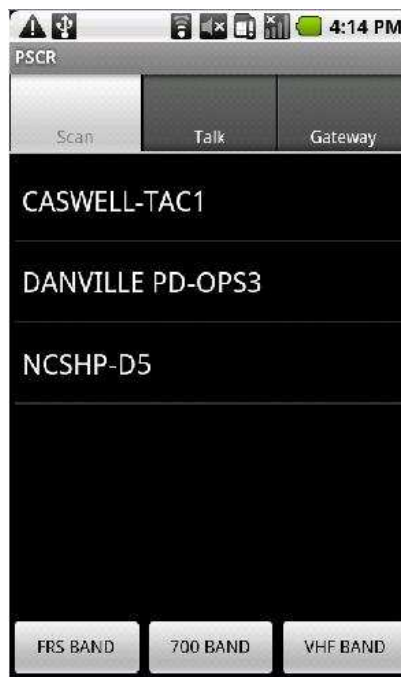 4:14 PM
PSCR
Scan Talk Gateway
CASWELL-TAC1
DANVILLE PD-OPS3
NCSHP-D5
FRS BAND 700 BAND VHF BAND